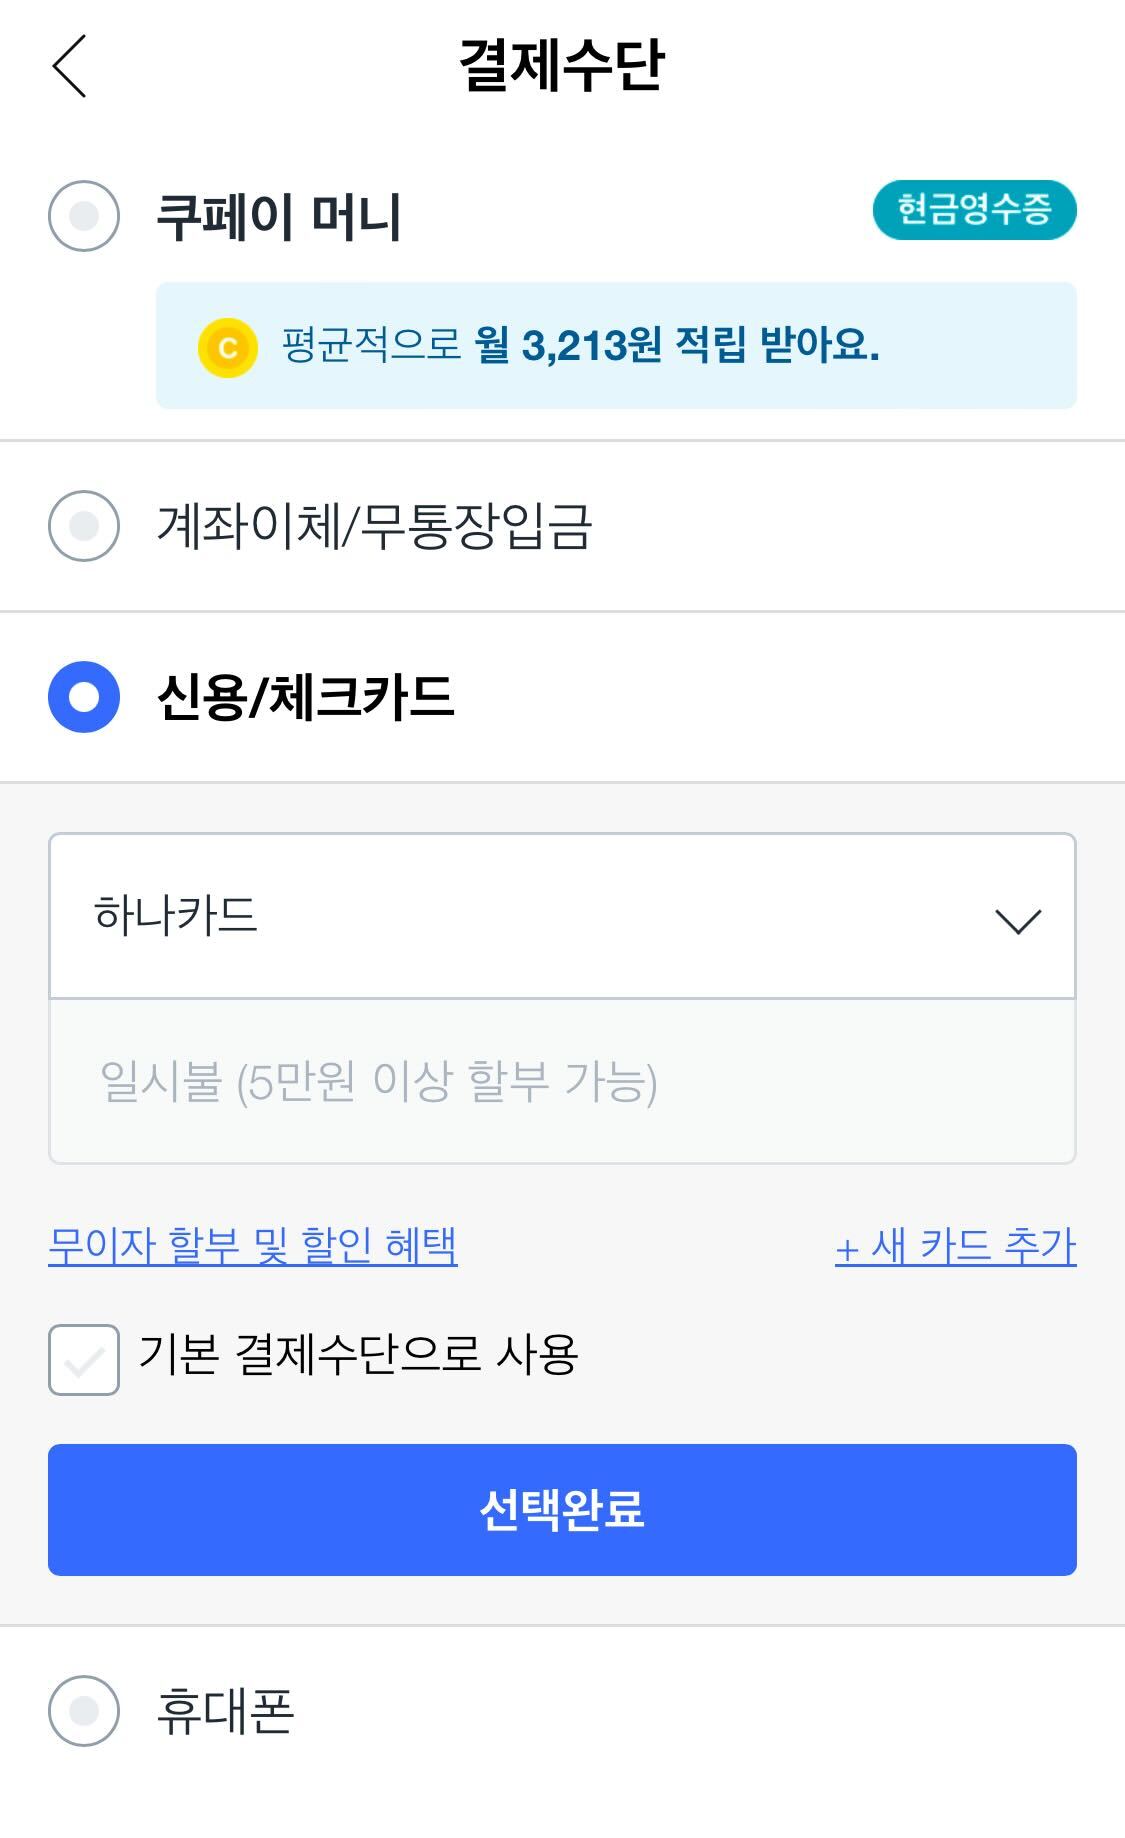 결제수단
쿠페이 머니
현금영수증
C 평균적으로 월 3,213원 적립 받아요.
계좌이체/무통장입금
신용/체크카드
하나카드
일시불 (5만원 이상 할부 가능)
무이자 할부 및 할인 혜택
+ 새 카드 추가
기본 결제수단으로 사용
선택완료
휴대폰